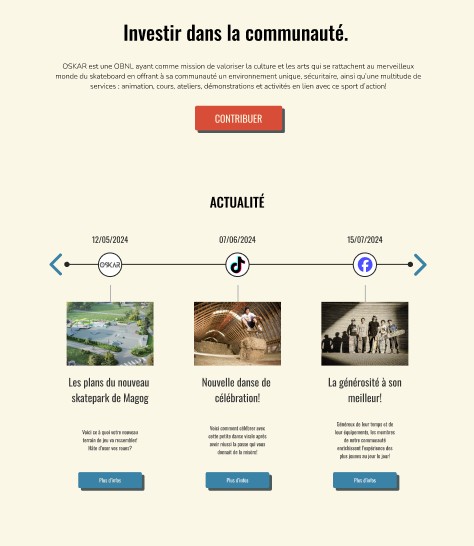 Investir dans la communauté.
OSKAR est une OBNL ayant comme mission de valoriser la culture et les arts qui se rattachent au merveilleux
monde du skateboard en offrant à sa communauté un environnement unique, sécuritaire, ainsi qu'une multitude de
services : animation, cours, ateliers, démonstrations et activités en lien avec ce sport d'action!
CONTRIBUER
ACTUALITÉ
12/05/2024
07/06/2024
15/07/2024
OSKAR
Les plans du nouveau
skatepark de Magog
Nouvelle danse de
célébration!
La générosité à son
meilleur!
Voici ce à quoi votre nouveau
terrain de jeu va ressembler!
Hâte d'user vos roues?
Voici comment célébrer avec
cette petite danse virale après
avoir réussi la passe qui vous
donnait de la misère!
Généreux de leur temps et de
leur équipements, les membres
de notre communauté
enrichissent l'expérience des
plus jeunes au jour le jour!
Plus d'infos
Plus d'infos
Plus d'infos